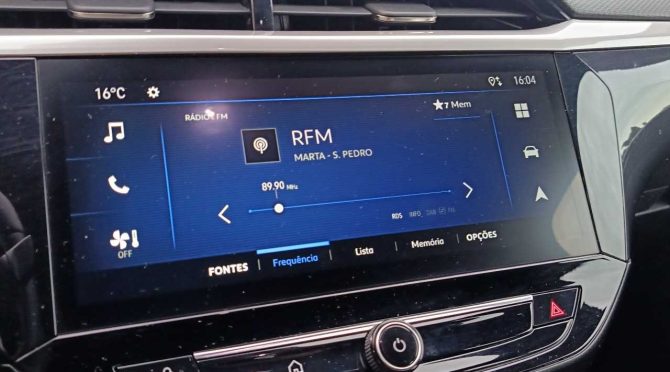 16°C
16:04
RÁDIO FM
7 Mem
RFM
MARTA - S. PEDRO
89.90 MHz
RDS INFO
OFF
FONTES | Frequência | Lista | Memória | OPÇÕES